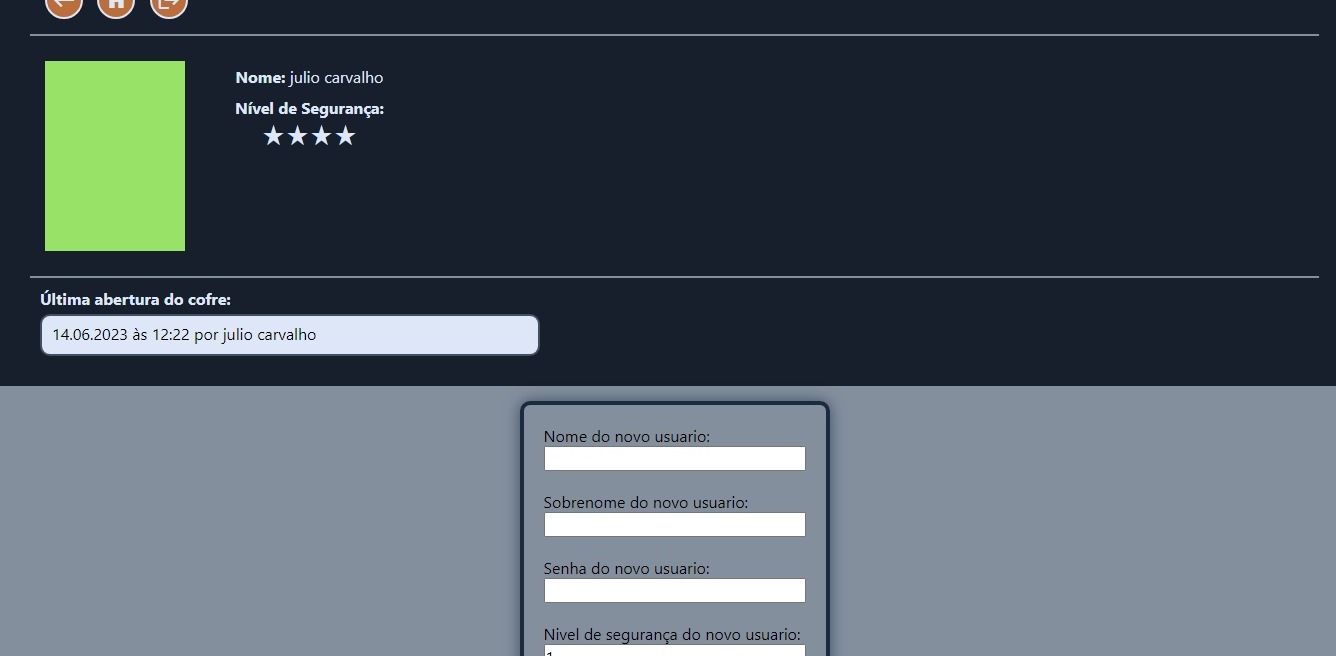 Nome: julio carvalho
Nível de Segurança:
★★★★
Última abertura do cofre:
14.06.2023 às 12:22 por julio carvalho
Nome do novo usuario:
Sobrenome do novo usuario:
Senha do novo usuario:
Nivel de segurança do novo usuario:
1